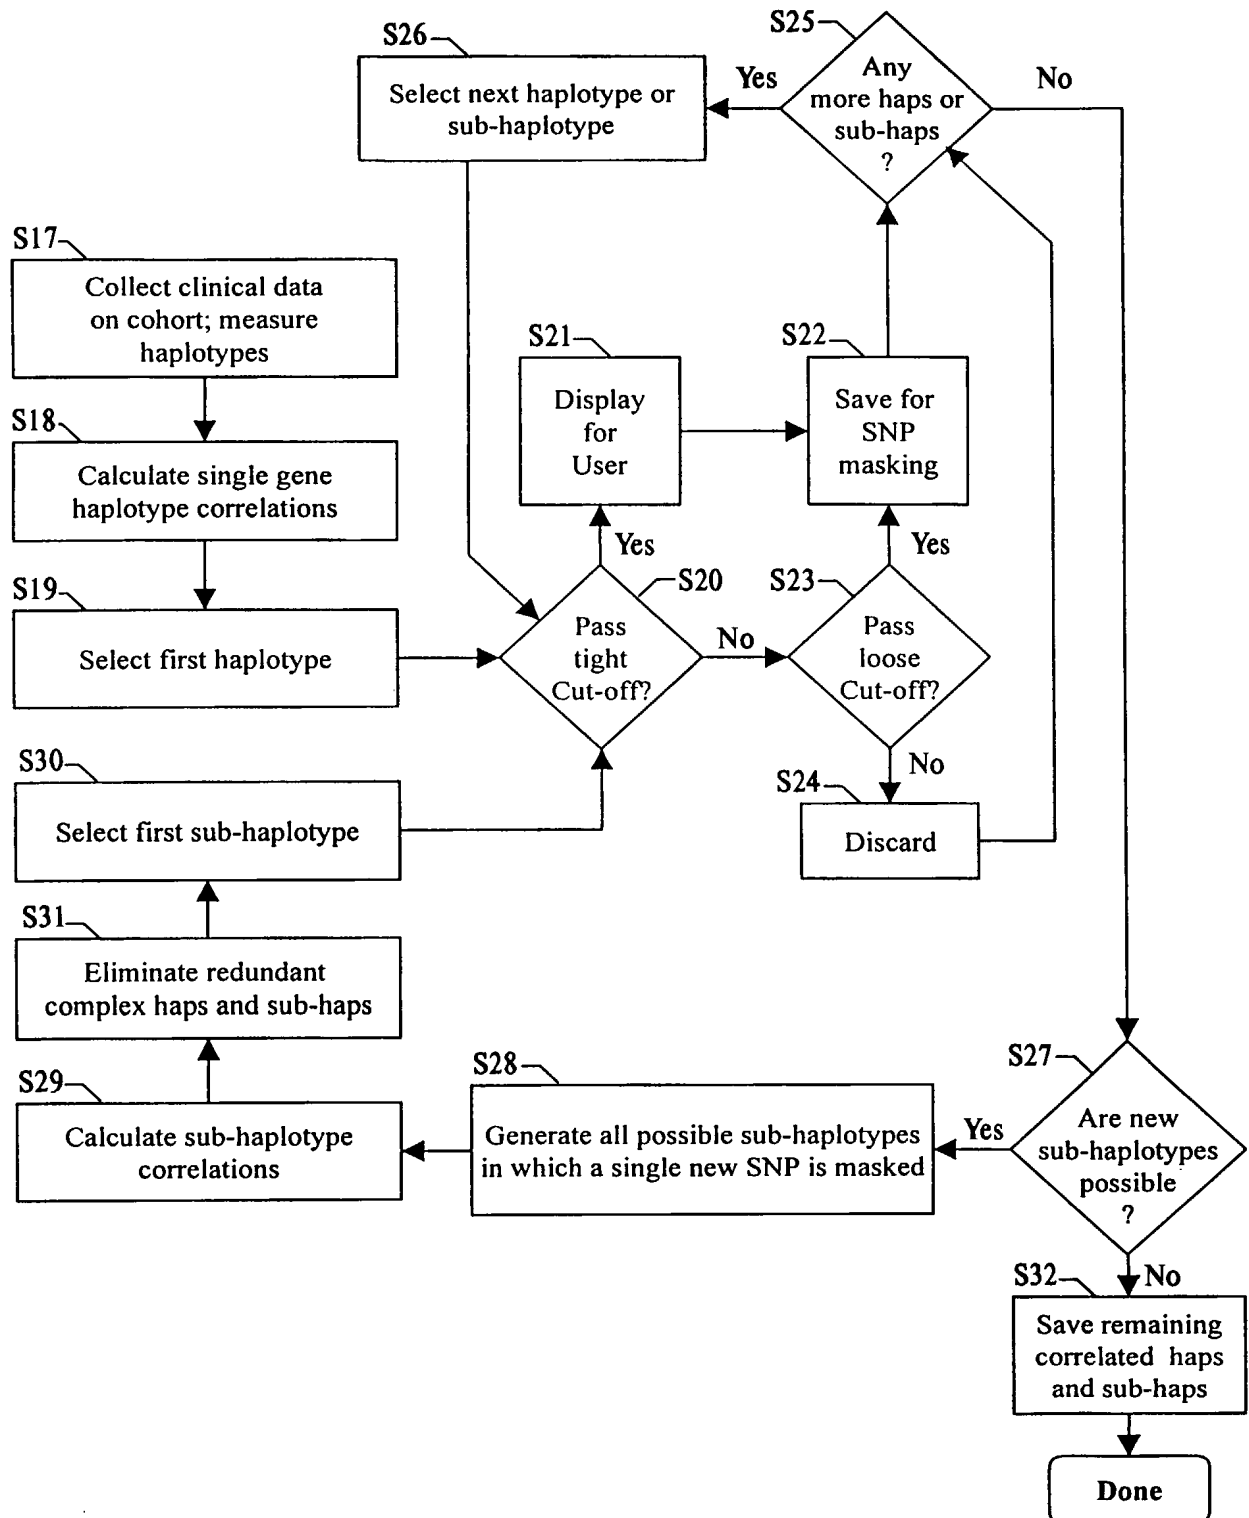 S25
S26
Any
more haps or
sub-haps
?
Yes
No
Select next haplotype or
sub-haplotype
S17
Collect clinical data
on cohort; measure
haplotypes
S21
S22
Display
for
User
Save for
SNP
masking
S18
Calculate single gene
haplotype correlations
Yes
Yes
S19
Select first haplotype
S20
Pass
tight
Cut-off?
No
S23
Pass
loose
Cut-off?
No
S30
Select first sub-haplotype
S24
Discard
S31
Eliminate redundant
complex haps and sub-haps
S29
Calculate sub-haplotype
correlations
S28
Generate all possible sub-haplotypes
in which a single new SNP is masked
S27
Are new
sub-haplotypes
possible
?
Yes
No
S32
Save remaining
correlated haps
and sub-haps
Done